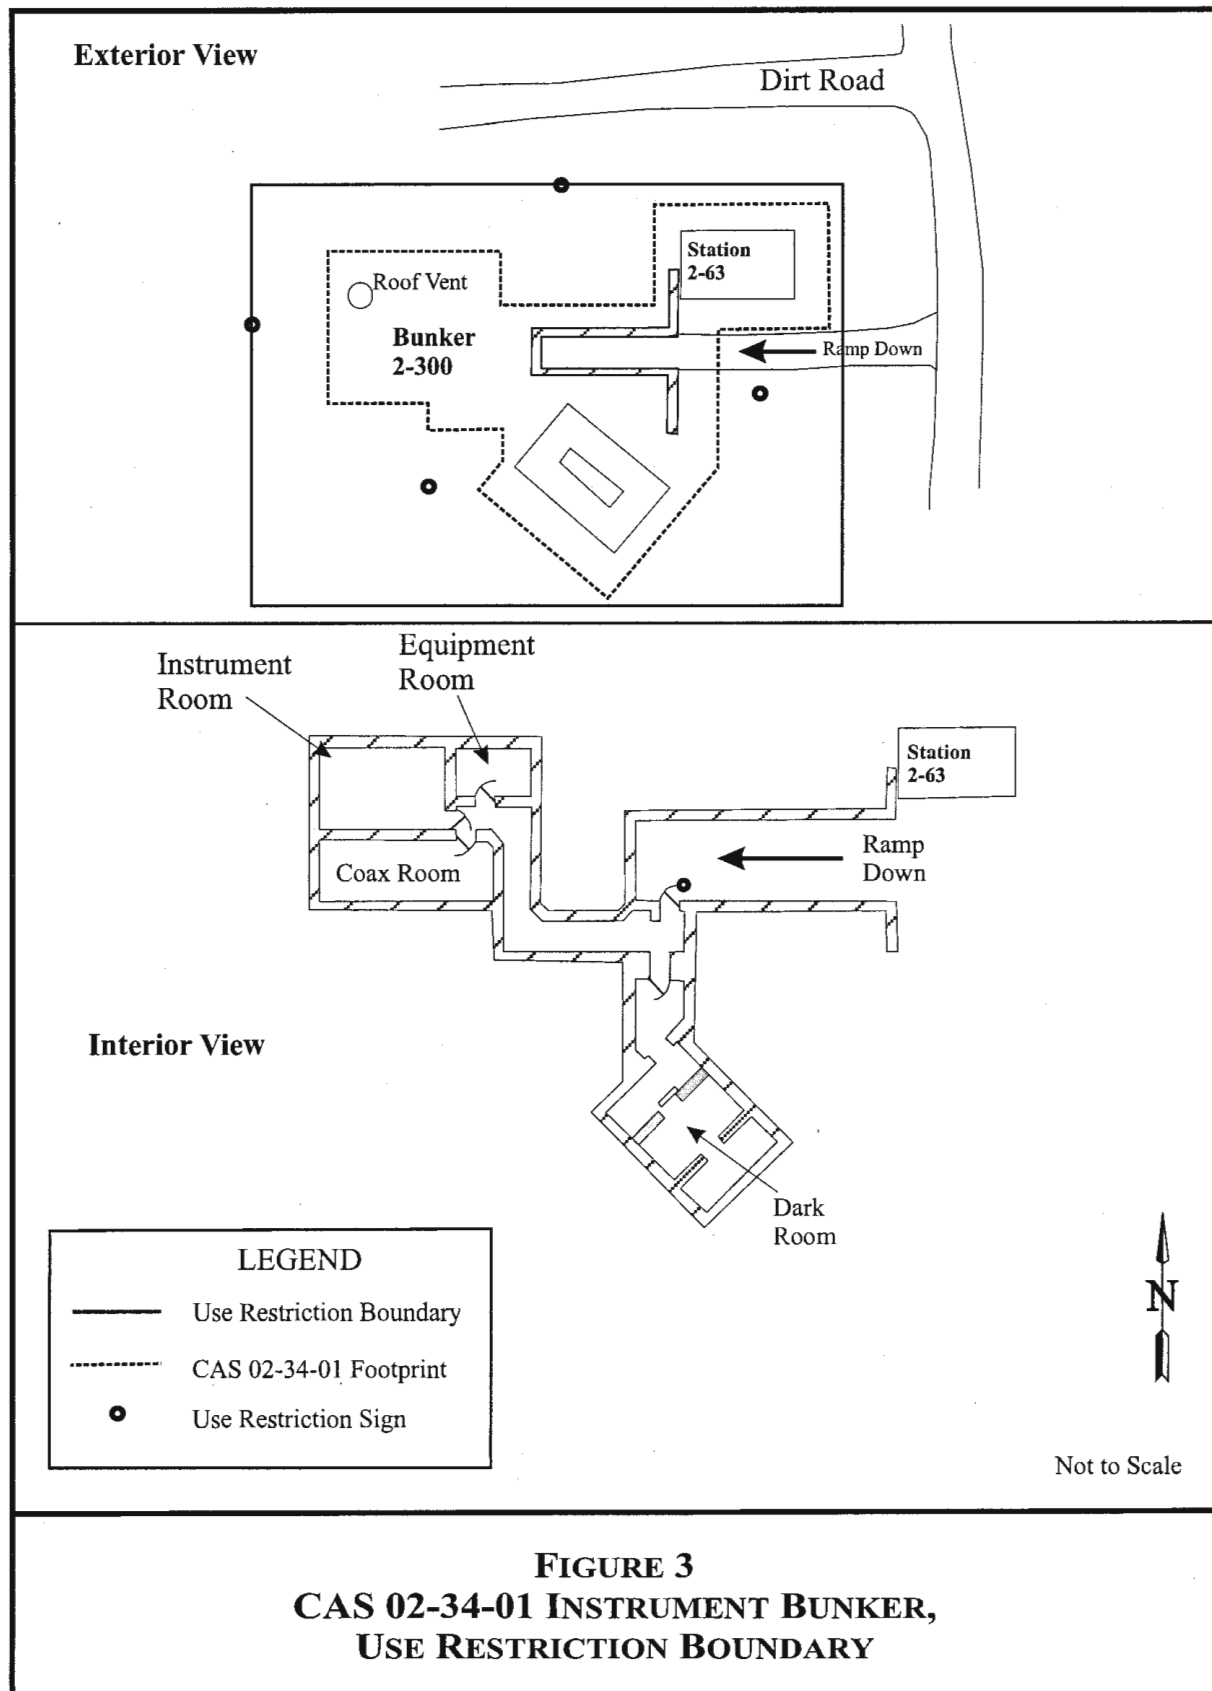 Exterior View
Dirt Road
Station
2-63
Roof Vent
Bunker
2-300
Ramp Down
Instrument
Room
Equipment
Room
Station
2-63
Ramp
Down
Coax Room
Interior View
Dark
Room
LEGEND
Use Restriction Boundary
CAS 02-34-01 Footprint
Use Restriction Sign
N
Not to Scale
FIGURE 3
CAS 02-34-01 INSTRUMENT BUNKER,
USE RESTRICTION BOUNDARY